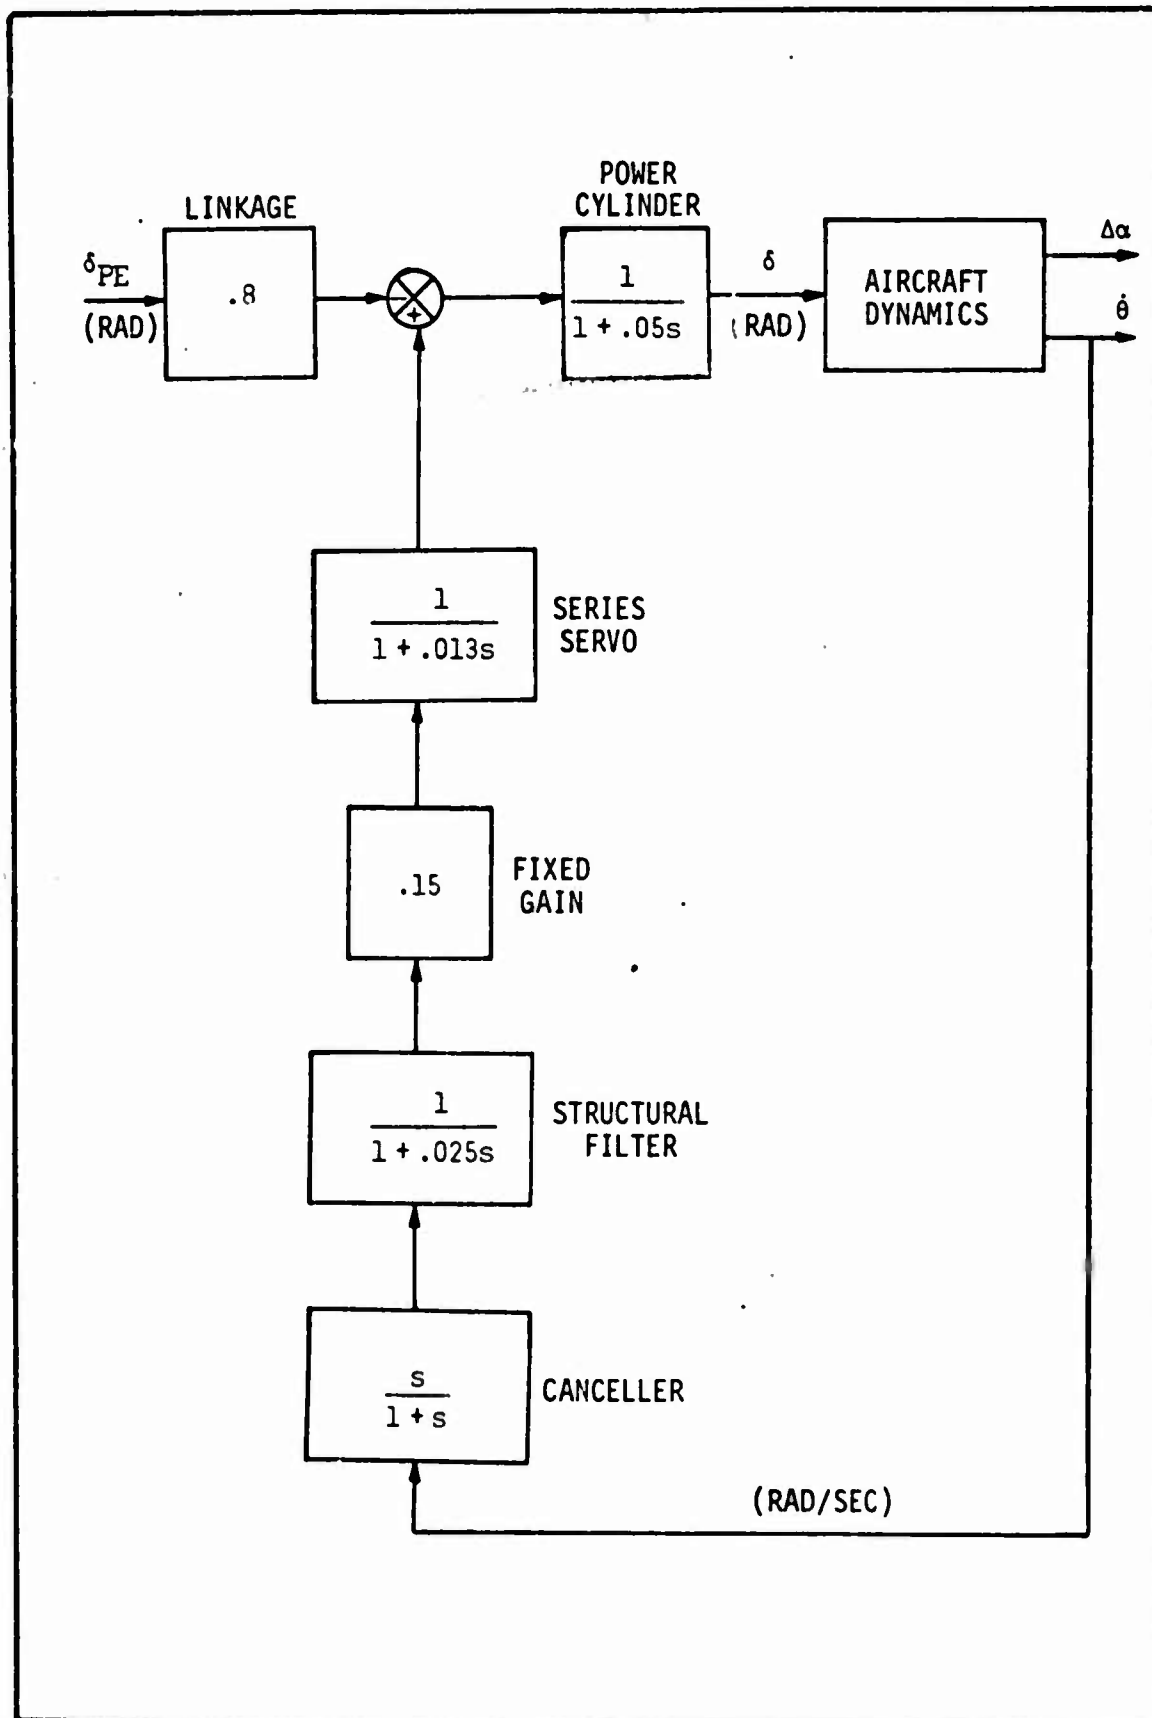 POWER
CYLINDER
LINKAGE
δPE
(RAD)
.8
+
1
1 + .05s
δ
(RAD)
AIRCRAFT
DYNAMICS
Δα
θ̇
1
1 + .013s
SERIES
SERVO
.15
FIXED
GAIN
1
1 + .025s
STRUCTURAL
FILTER
s
1 + s
CANCELLER
(RAD/SEC)